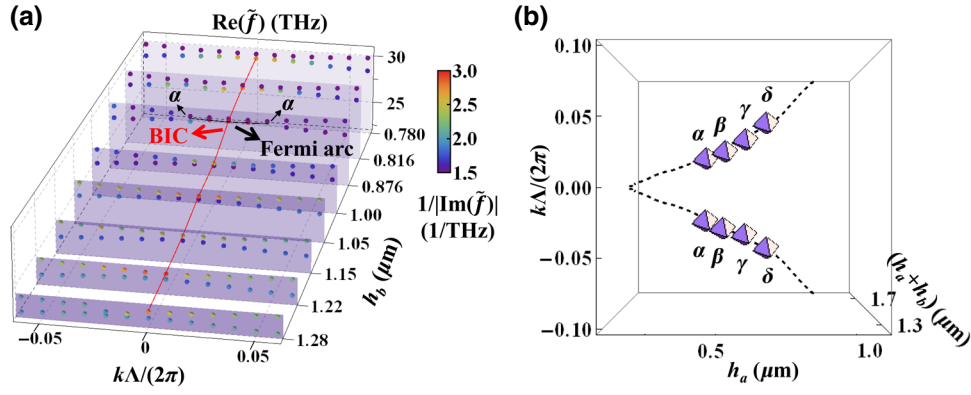 (a)
Re(f̃) (THz)
30
25
0.780
0.816
0.876
1.00
1.05
1.15
1.22
1.28
h_b (μm)
α
α
BIC
Fermi arc
3.0
2.5
2.0
1.5
1/|Im(f̃)|
(1/THz)
−0.05
0
0.05
kΛ/(2π)
(b)
0.10
0.05
0.00
−0.05
−0.10
kΛ/(2π)
α β γ δ
α β γ δ
0.5
1.0
h_a (μm)
1.7
1.3
(h_a+h_b) (μm)